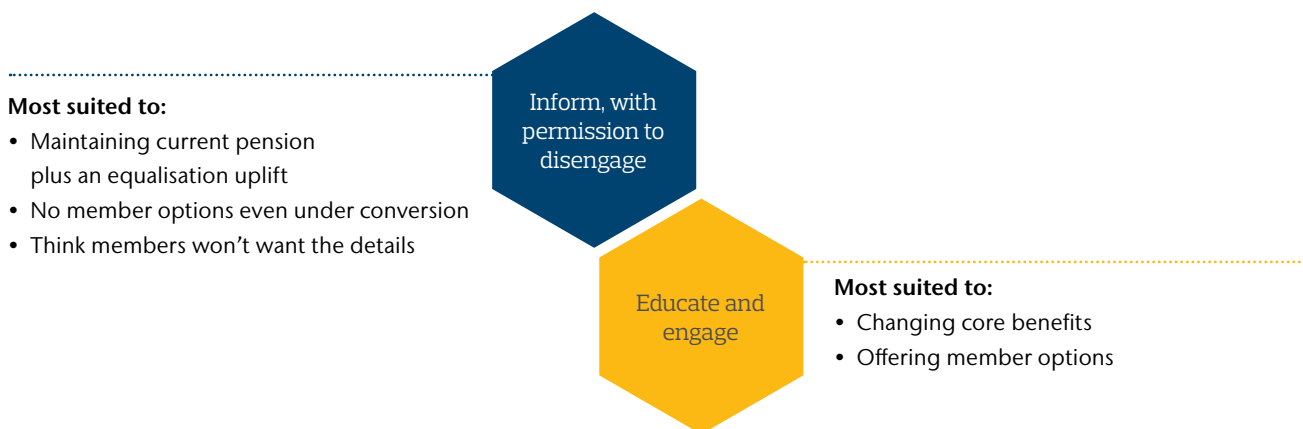 Most suited to:
• Maintaining current pension
plus an equalisation uplift
• No member options even under conversion
• Think members won’t want the details
Inform, with
permission to
disengage
Educate and
engage
Most suited to:
• Changing core benefits
• Offering member options